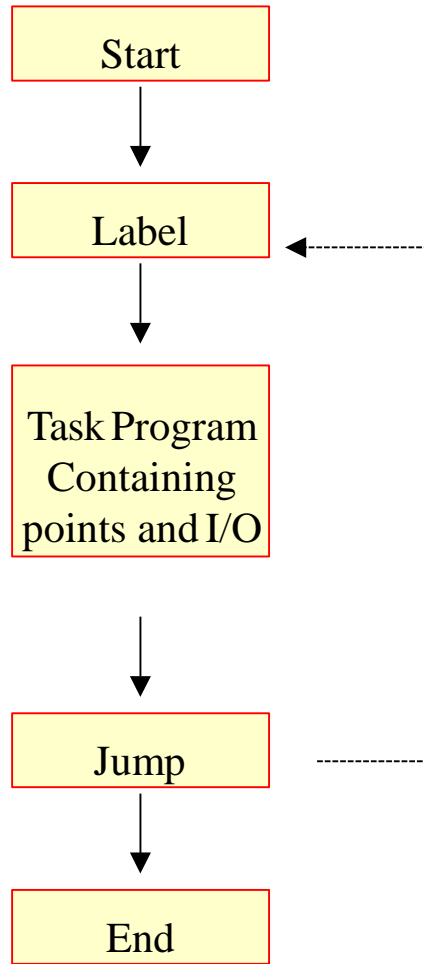 Start
Label
Task Program
Containing
points and I/O
Jump
End